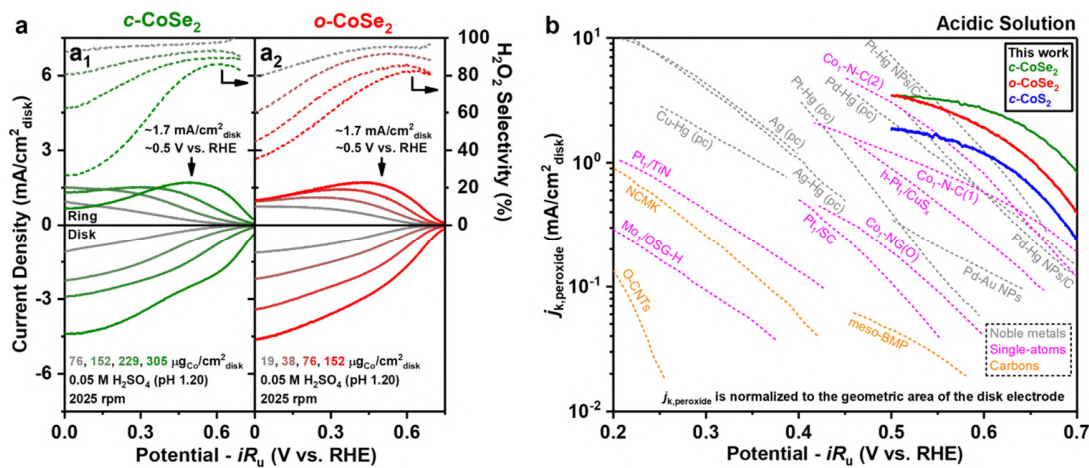 a
c-CoSe2
o-CoSe2
a1
a2
6
3
0
-3
-6
Current Density (mA/cm2disk)
~1.7 mA/cm2disk
~0.5 V vs. RHE
~1.7 mA/cm2disk
~0.5 V vs. RHE
Ring
Disk
76, 152, 229, 305 μgCo/cm2disk
0.05 M H2SO4 (pH 1.20)
2025 rpm
19, 38, 76, 152 μgCo/cm2disk
0.05 M H2SO4 (pH 1.20)
2025 rpm
100
80
60
40
20
0
H2O2 Selectivity (%)
0.0 0.3 0.6 0.0 0.3 0.6
Potential - iRu (V vs. RHE)
b
Acidic Solution
This work
c-CoSe2
o-CoSe2
c-CoS2
10^1
10^0
10^-1
10^-2
jk,peroxide (mA/cm2disk)
Pt-Hg NPs/C
Co1-N-C(2)
Pd-Hg (pc)
Pt-Hg (pc)
Ag (pc)
Cu-Hg (pc)
Ag-Hg (pc)
Pt1/TiN
NCMK
Mo1/OSG-H
O-CNTs
Co1-N-C(1)
h-Pt1/CuSx
Co1-NG(O)
Pt1/SC
Pd-Hg NPs/C
Pd-Au NPs
meso-BMP
Noble metals
Single-atoms
Carbons
jk,peroxide is normalized to the geometric area of the disk electrode
0.2 0.3 0.4 0.5 0.6 0.7
Potential - iRu (V vs. RHE)